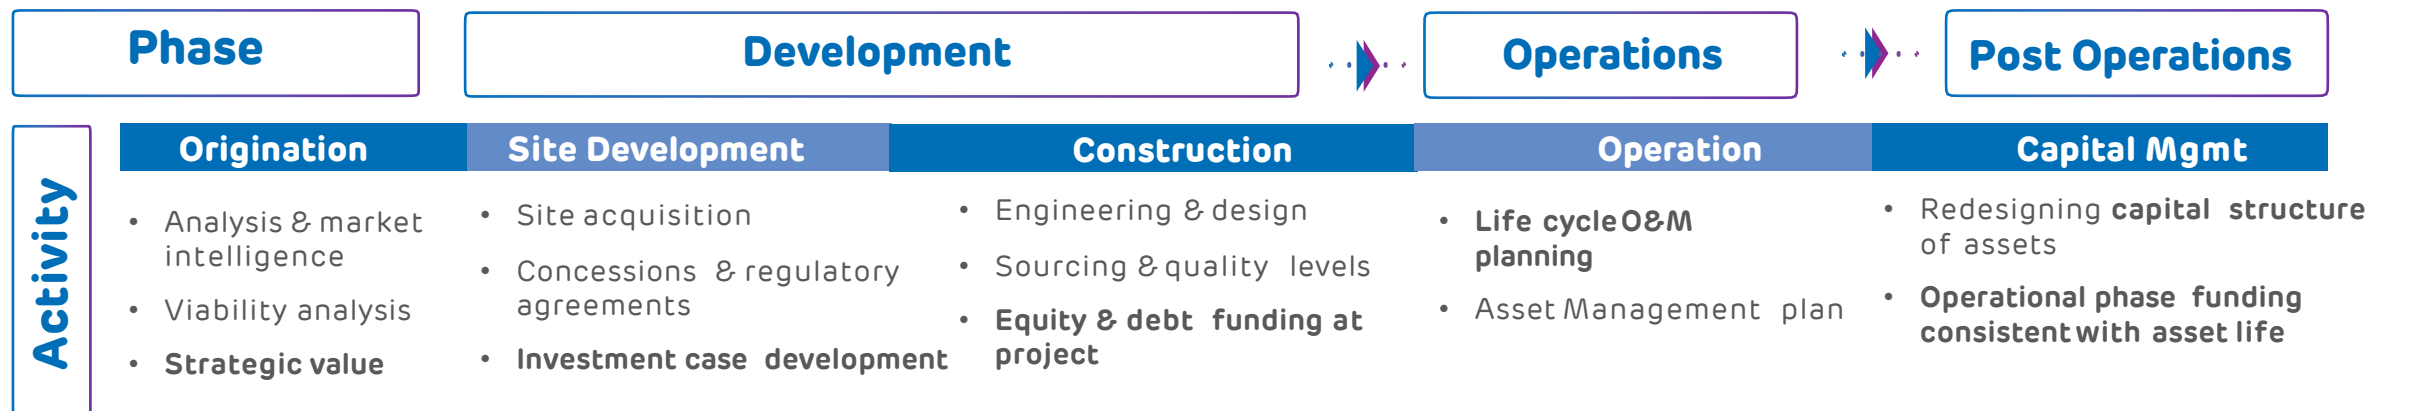 Phase
Development
Operations
Post Operations
Activity
Origination
Site Development
Construction
Operation
Capital Mgmt
• Analysis & market
intelligence
• Viability analysis
• Strategic value
• Site acquisition
• Concessions & regulatory
agreements
• Investment case development
• Engineering & design
• Sourcing & quality levels
• Equity & debt funding at
project
• Life cycle O&M
planning
• Asset Management plan
• Redesigning capital structure
of assets
• Operational phase funding
consistent with asset life